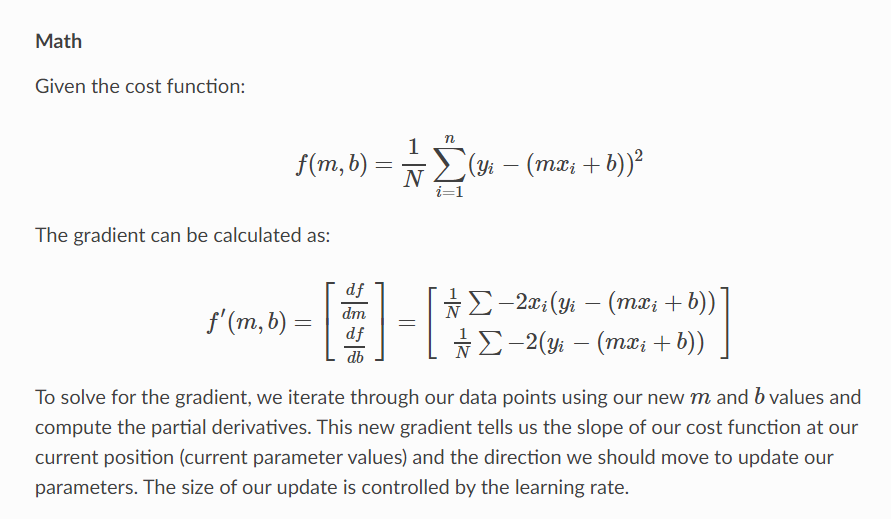 Math
Given the cost function:
f(m, b) = \frac{1}{N} \sum_{i=1}^{n} (y_i - (mx_i + b))^2
The gradient can be calculated as:
f'(m, b) = \begin{bmatrix} \frac{df}{dm} \\ \frac{df}{db} \end{bmatrix} = \begin{bmatrix} \frac{1}{N} \sum -2x_i(y_i - (mx_i + b)) \\ \frac{1}{N} \sum -2(y_i - (mx_i + b)) \end{bmatrix}
To solve for the gradient, we iterate through our data points using our new m and b values and
compute the partial derivatives. This new gradient tells us the slope of our cost function at our
current position (current parameter values) and the direction we should move to update our
parameters. The size of our update is controlled by the learning rate.